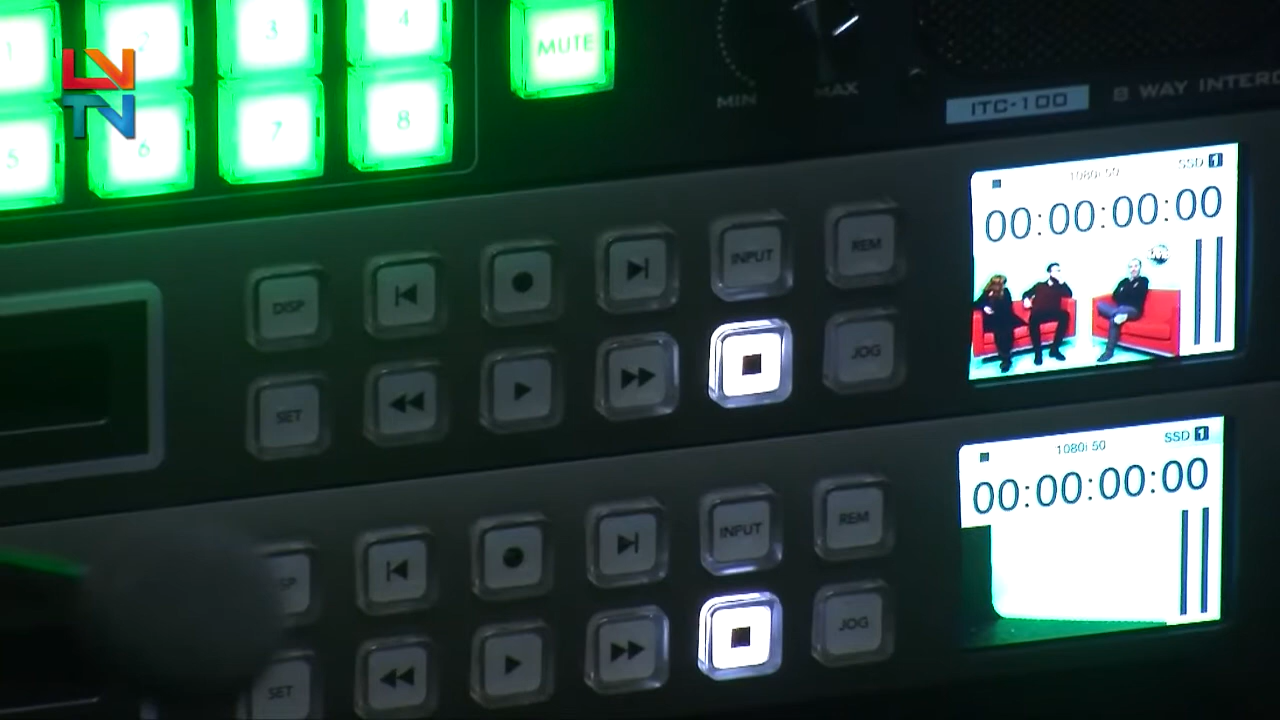 LV
TN
1 2 3 4
MUTE
5 6 7 8
MIN MAX
ITC-100 8 WAY
SSD 1
1080i 50
00:00:00:00
DISP INPUT REM
SET JOG
SSD 1
1080i 50
00:00:00:00
INPUT REM
SET JOG